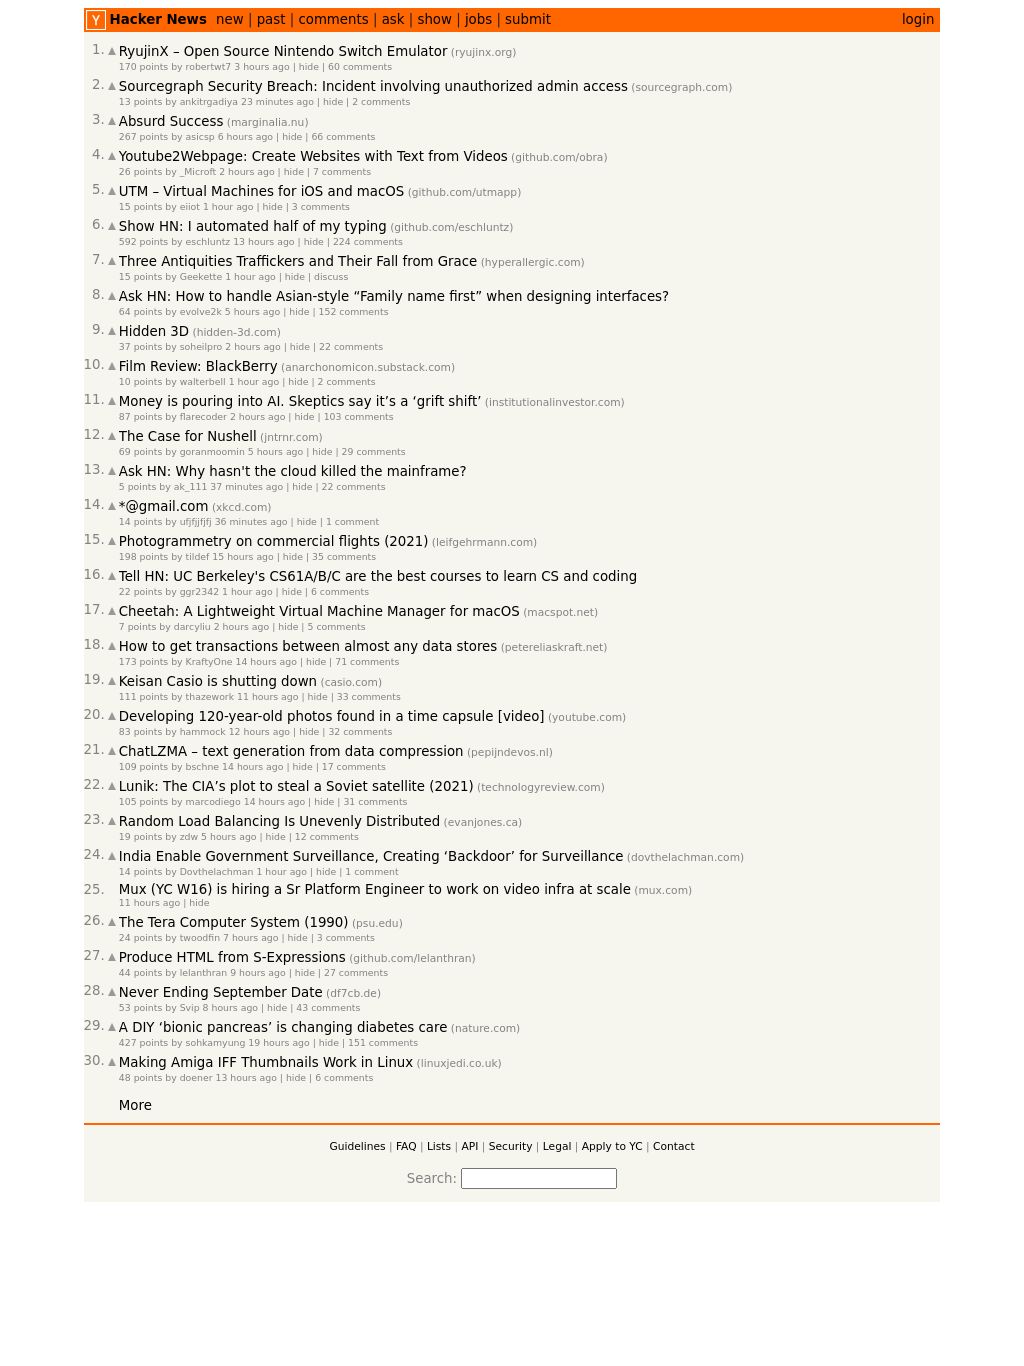 Y Hacker News new | past | comments | ask | show | jobs | submit login
1. ▲ RyujinX – Open Source Nintendo Switch Emulator (ryujinx.org)
170 points by robertwt7 3 hours ago | hide | 60 comments
2. ▲ Sourcegraph Security Breach: Incident involving unauthorized admin access (sourcegraph.com)
13 points by ankitrgadiya 23 minutes ago | hide | 2 comments
3. ▲ Absurd Success (marginalia.nu)
267 points by asicsp 6 hours ago | hide | 66 comments
4. ▲ Youtube2Webpage: Create Websites with Text from Videos (github.com/obra)
26 points by _Microft 2 hours ago | hide | 7 comments
5. ▲ UTM – Virtual Machines for iOS and macOS (github.com/utmapp)
15 points by eiiot 1 hour ago | hide | 3 comments
6. ▲ Show HN: I automated half of my typing (github.com/eschluntz)
592 points by eschluntz 13 hours ago | hide | 224 comments
7. ▲ Three Antiquities Traffickers and Their Fall from Grace (hyperallergic.com)
15 points by Geekette 1 hour ago | hide | discuss
8. ▲ Ask HN: How to handle Asian-style “Family name first” when designing interfaces?
64 points by evolve2k 5 hours ago | hide | 152 comments
9. ▲ Hidden 3D (hidden-3d.com)
37 points by soheilpro 2 hours ago | hide | 22 comments
10. ▲ Film Review: BlackBerry (anarchonomicon.substack.com)
10 points by walterbell 1 hour ago | hide | 2 comments
11. ▲ Money is pouring into AI. Skeptics say it’s a ‘grift shift’ (institutionalinvestor.com)
87 points by flarecoder 2 hours ago | hide | 103 comments
12. ▲ The Case for Nushell (jntrnr.com)
69 points by goranmoomin 5 hours ago | hide | 29 comments
13. ▲ Ask HN: Why hasn't the cloud killed the mainframe?
5 points by ak_111 37 minutes ago | hide | 22 comments
14. ▲ *@gmail.com (xkcd.com)
14 points by ufjfjjfjfj 36 minutes ago | hide | 1 comment
15. ▲ Photogrammetry on commercial flights (2021) (leifgehrmann.com)
198 points by tildef 15 hours ago | hide | 35 comments
16. ▲ Tell HN: UC Berkeley's CS61A/B/C are the best courses to learn CS and coding
22 points by ggr2342 1 hour ago | hide | 6 comments
17. ▲ Cheetah: A Lightweight Virtual Machine Manager for macOS (macspot.net)
7 points by darcyliu 2 hours ago | hide | 5 comments
18. ▲ How to get transactions between almost any data stores (petereliaskraft.net)
173 points by KraftyOne 14 hours ago | hide | 71 comments
19. ▲ Keisan Casio is shutting down (casio.com)
111 points by thazework 11 hours ago | hide | 33 comments
20. ▲ Developing 120-year-old photos found in a time capsule [video] (youtube.com)
83 points by hammock 12 hours ago | hide | 32 comments
21. ▲ ChatLZMA – text generation from data compression (pepijndevos.nl)
109 points by bschne 14 hours ago | hide | 17 comments
22. ▲ Lunik: The CIA’s plot to steal a Soviet satellite (2021) (technologyreview.com)
105 points by marcodiego 14 hours ago | hide | 31 comments
23. ▲ Random Load Balancing Is Unevenly Distributed (evanjones.ca)
19 points by zdw 5 hours ago | hide | 12 comments
24. ▲ India Enable Government Surveillance, Creating ‘Backdoor’ for Surveillance (dovthelachman.com)
14 points by Dovthelachman 1 hour ago | hide | 1 comment
25. Mux (YC W16) is hiring a Sr Platform Engineer to work on video infra at scale (mux.com)
11 hours ago | hide
26. ▲ The Tera Computer System (1990) (psu.edu)
24 points by twoodfin 7 hours ago | hide | 3 comments
27. ▲ Produce HTML from S-Expressions (github.com/lelanthran)
44 points by lelanthran 9 hours ago | hide | 27 comments
28. ▲ Never Ending September Date (df7cb.de)
53 points by Svip 8 hours ago | hide | 43 comments
29. ▲ A DIY ‘bionic pancreas’ is changing diabetes care (nature.com)
427 points by sohkamyung 19 hours ago | hide | 151 comments
30. ▲ Making Amiga IFF Thumbnails Work in Linux (linuxjedi.co.uk)
48 points by doener 13 hours ago | hide | 6 comments
More
Guidelines | FAQ | Lists | API | Security | Legal | Apply to YC | Contact
Search: